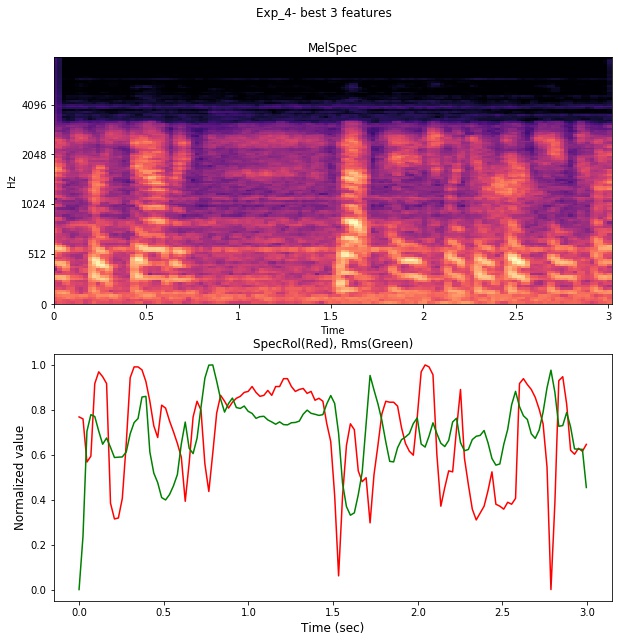 Exp_4- best 3 features
MelSpec
4096
2048
1024
512
0
Hz
0 0.5 1 1.5 2 2.5 3
Time
SpecRol(Red), Rms(Green)
1.0
0.8
0.6
0.4
0.2
0.0
Normalized value
0.0 0.5 1.0 1.5 2.0 2.5 3.0
Time (sec)